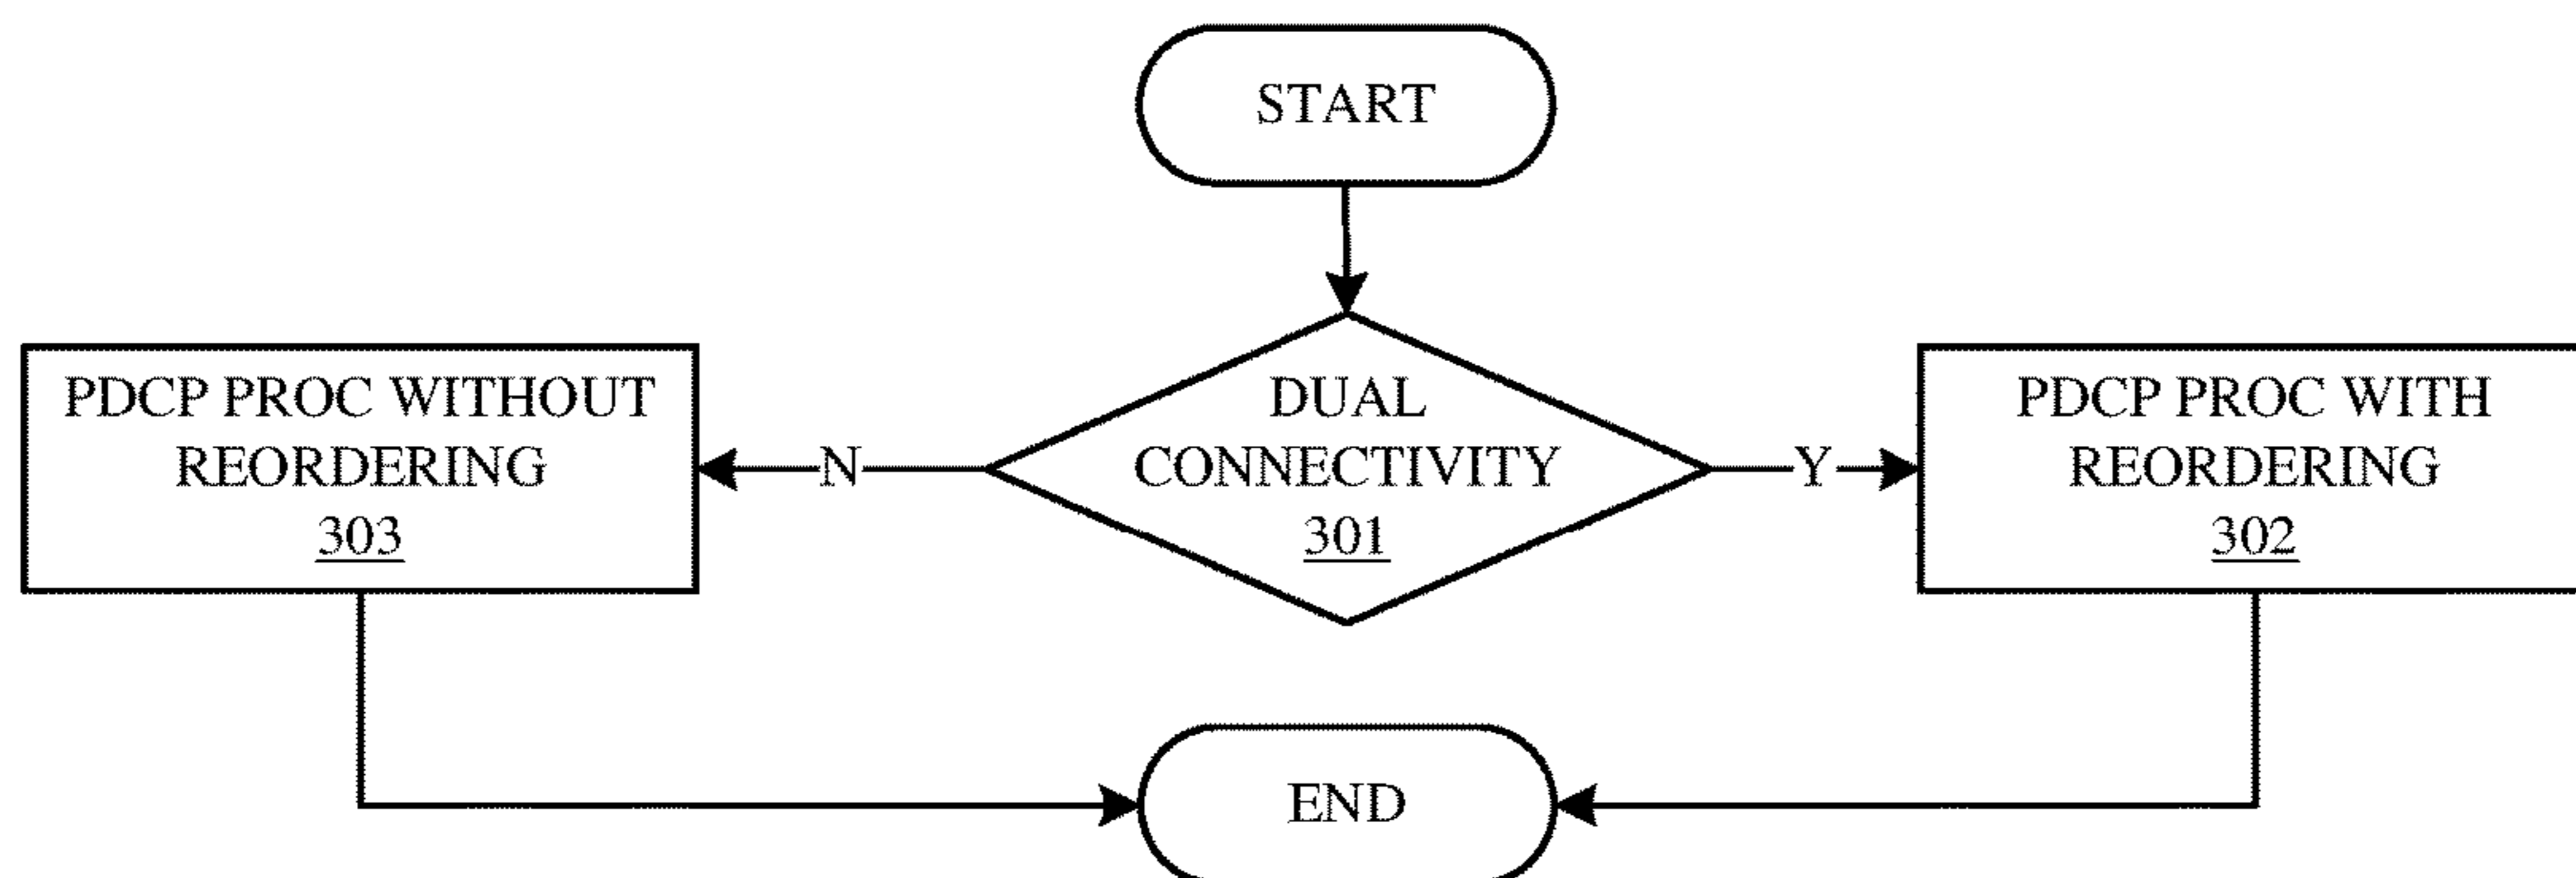 START
PDCP PROC WITHOUT
REORDERING
303
N
DUAL
CONNECTIVITY
301
Y
PDCP PROC WITH
REORDERING
302
END